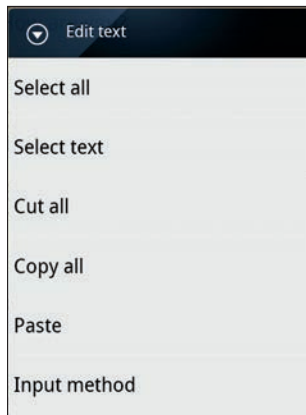 Edit text
Select all
Select text
Cut all
Copy all
Paste
Input method